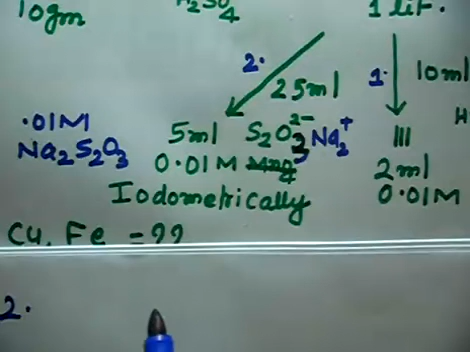 10gm H2SO4 1 lit.
2. 25ml 1. 10ml
.01M 5ml S2O3^2- Na2^+ H
Na2S2O3 0.01M 2ml
Iodometrically 0.01M
Cu, Fe = ??
2.